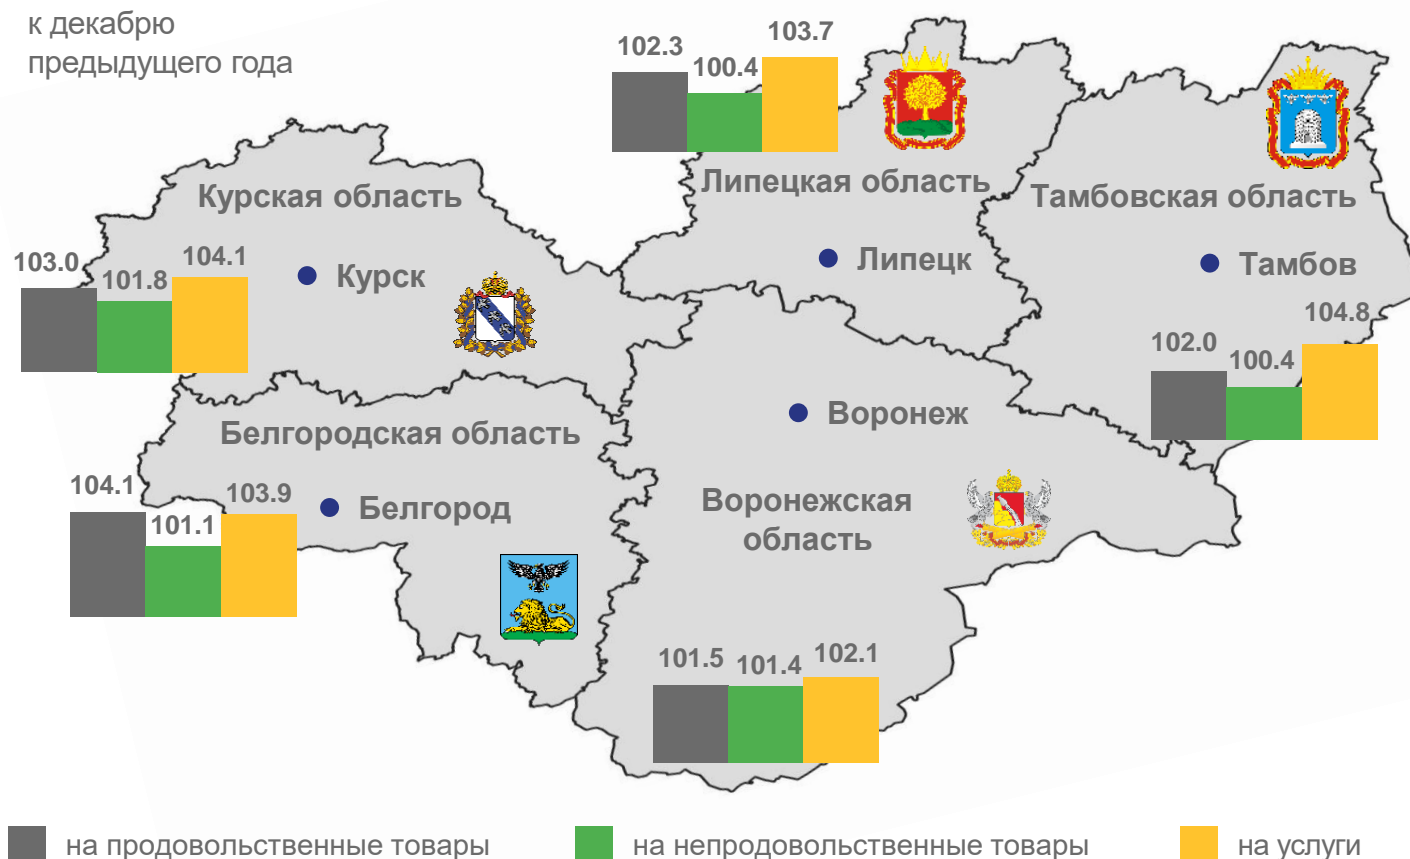 к декабрю
предыдущего года
102.3
100.4
103.7
Липецкая область
Липецк
Тамбовская область
Тамбов
102.0
100.4
104.8
Курская область
Курск
103.0
101.8
104.1
Белгородская область
Белгород
104.1
101.1
103.9
Воронеж
Воронежская
область
101.5
101.4
102.1
на продовольственные товары
на непродовольственные товары
на услуги